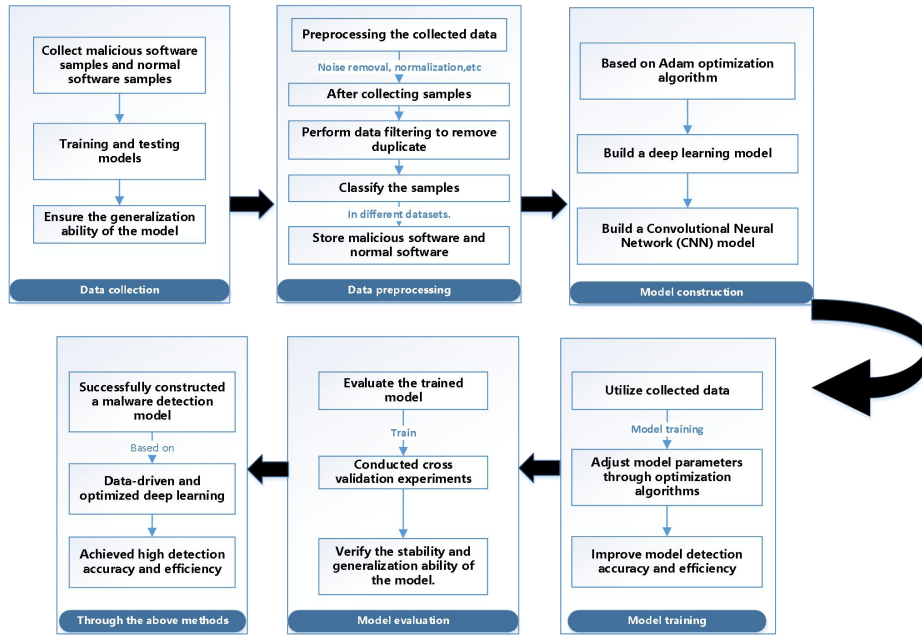 Collect malicious software
samples and normal
software samples
Training and testing
models
Ensure the generalization
ability of the model
Data collection
Preprocessing the collected data
Noise removal, normalization,etc
After collecting samples
Perform data filtering to remove
duplicate
Classify the samples
In different datasets.
Store malicious software and
normal software
Data preprocessing
Based on Adam optimization
algorithm
Build a deep learning model
Build a Convolutional Neural
Network (CNN) model
Model construction
Utilize collected data
Model training
Adjust model parameters
through optimization
algorithms
Improve model detection
accuracy and efficiency
Model training
Evaluate the trained
model
Train
Conducted cross
validation experiments
Verify the stability and
generalization ability of
the model.
Model evaluation
Successfully constructed
a malware detection
model
Based on
Data-driven and
optimized deep learning
Achieved high detection
accuracy and efficiency
Through the above methods